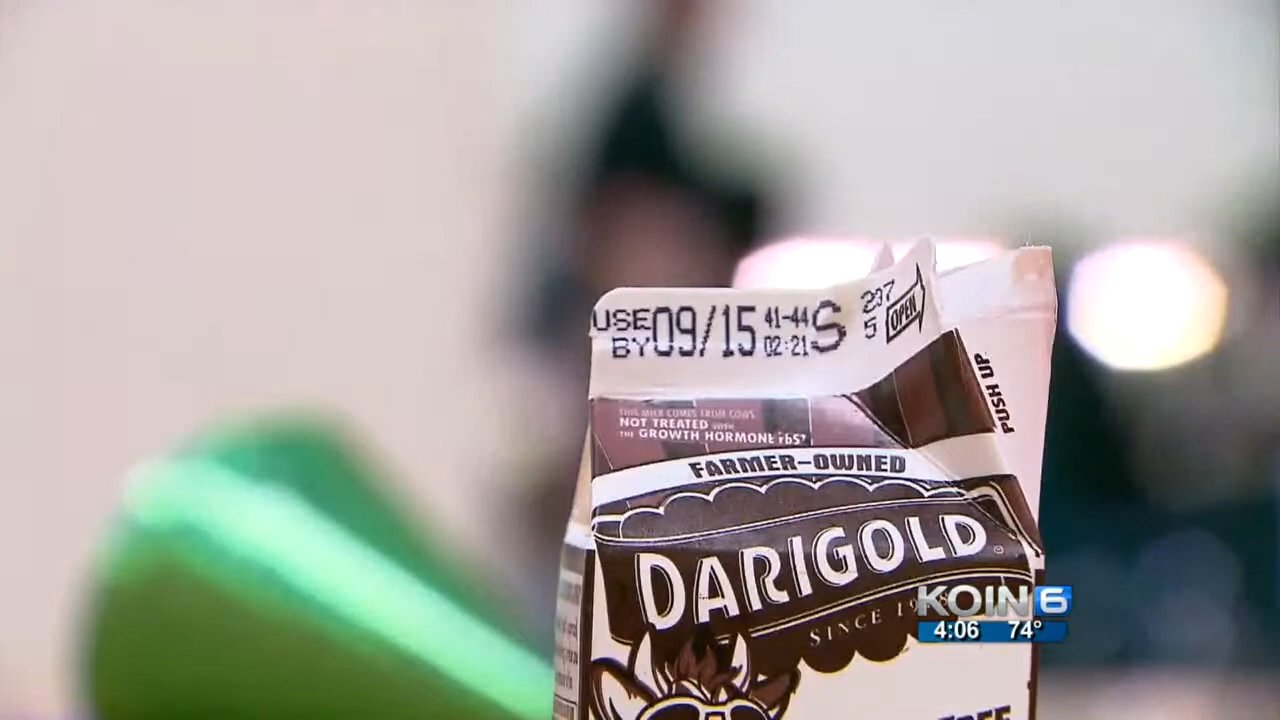 USE BY 09/15 41-44 02:21 S 237 5
OPEN
PUSH UP
THIS MILK COMES FROM COWS
NOT TREATED WITH
THE GROWTH HORMONE rbST
FARMER-OWNED
DARIGOLD
SINCE
KOIN 6
4:06 74°